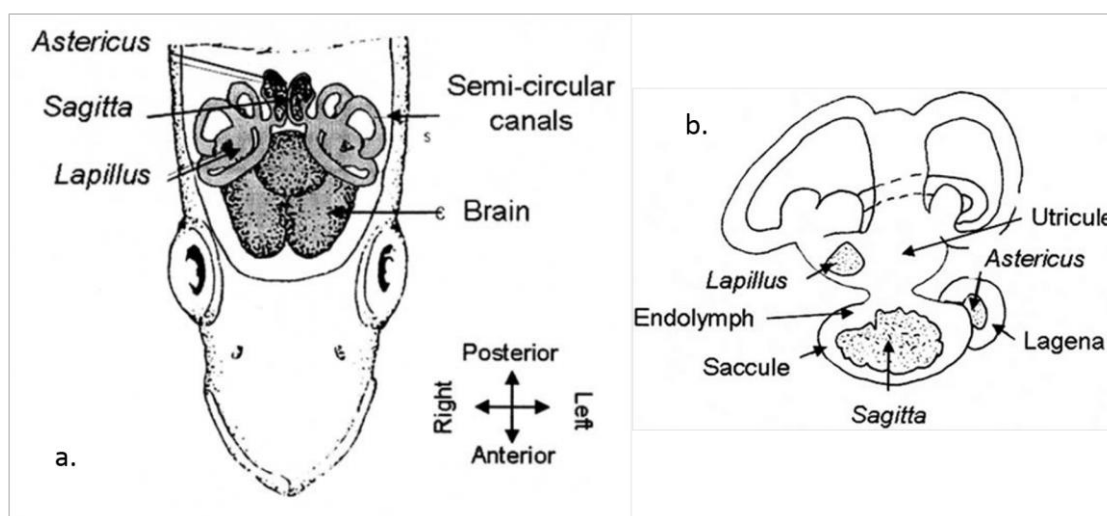 Astericus
Sagitta
Lapillus
Semi-circular
canals
s
e Brain
Posterior
Right
Left
Anterior
a.
b.
Utricule
Astericus
Lapillus
Endolymph
Lagena
Saccule
Sagitta